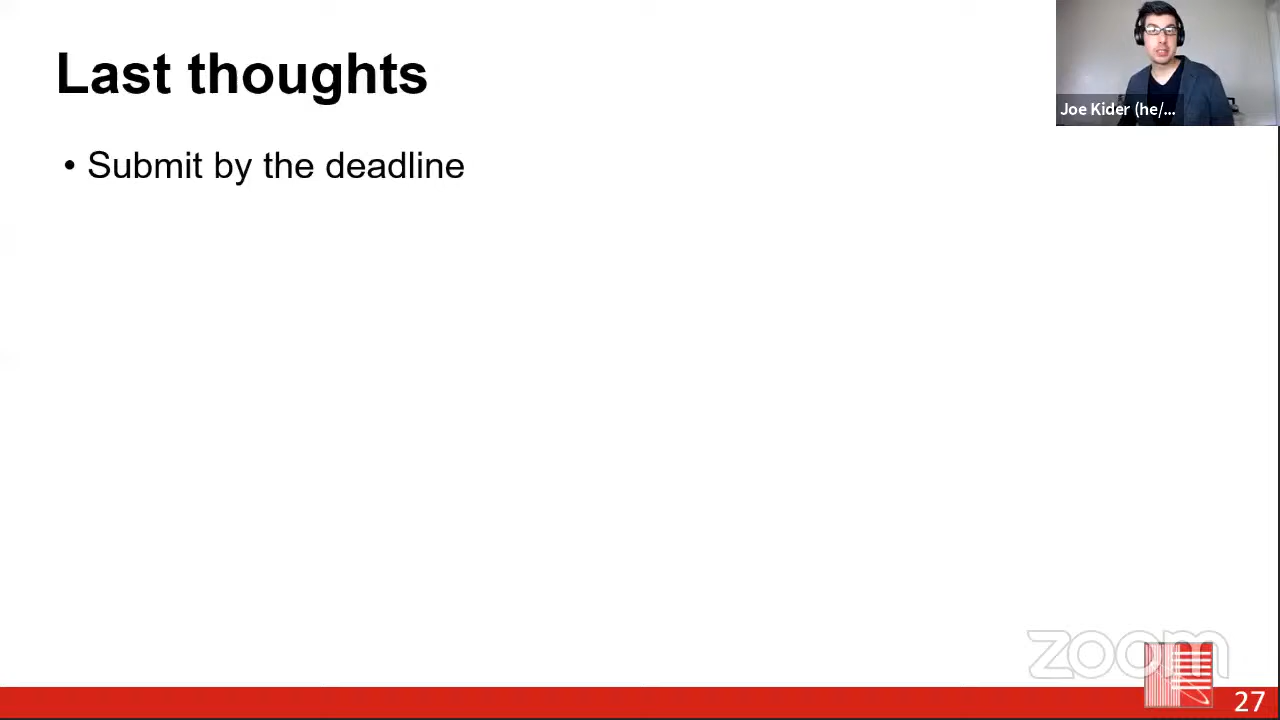 Last thoughts
Joe Kider (he/...
• Submit by the deadline
zoom
27